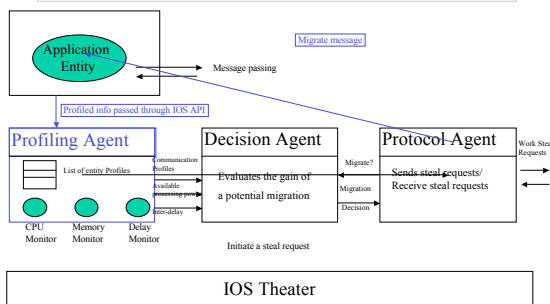 Application
Entity
Migrate message
Message passing
Profiled info passed through IOS API
Profiling Agent
List of entity Profiles
CPU
Monitor
Memory
Monitor
Delay
Monitor
Communication
Profiles
Available
processing power
Inter-delay
Decision Agent
Evaluates the gain of
a potential migration
Migrate?
Migration
Decision
Protocol Agent
Sends steal requests/
Receive steal requests
Work Stea
Requests
Initiate a steal request
IOS Theater